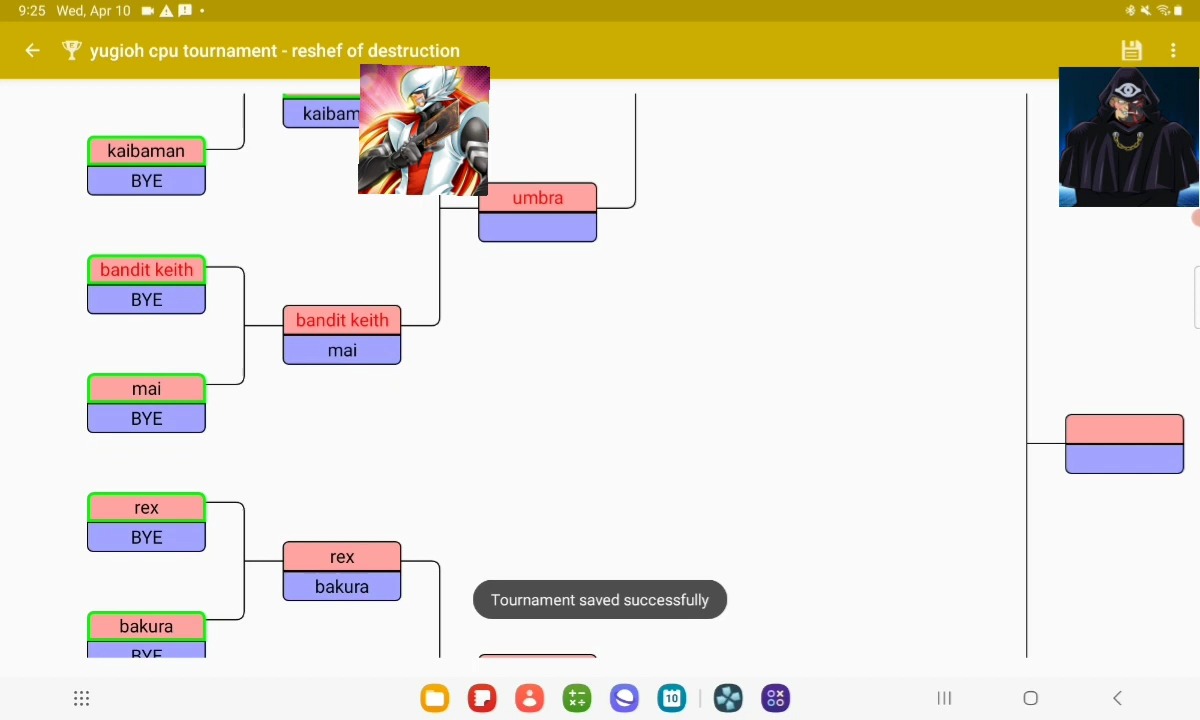 9:25 Wed, Apr 10
yugioh cpu tournament - reshef of destruction
kaibam
kaibaman
BYE
umbra
bandit keith
BYE
bandit keith
mai
mai
BYE
rex
BYE
rex
bakura
Tournament saved successfully
bakura
BYE
10